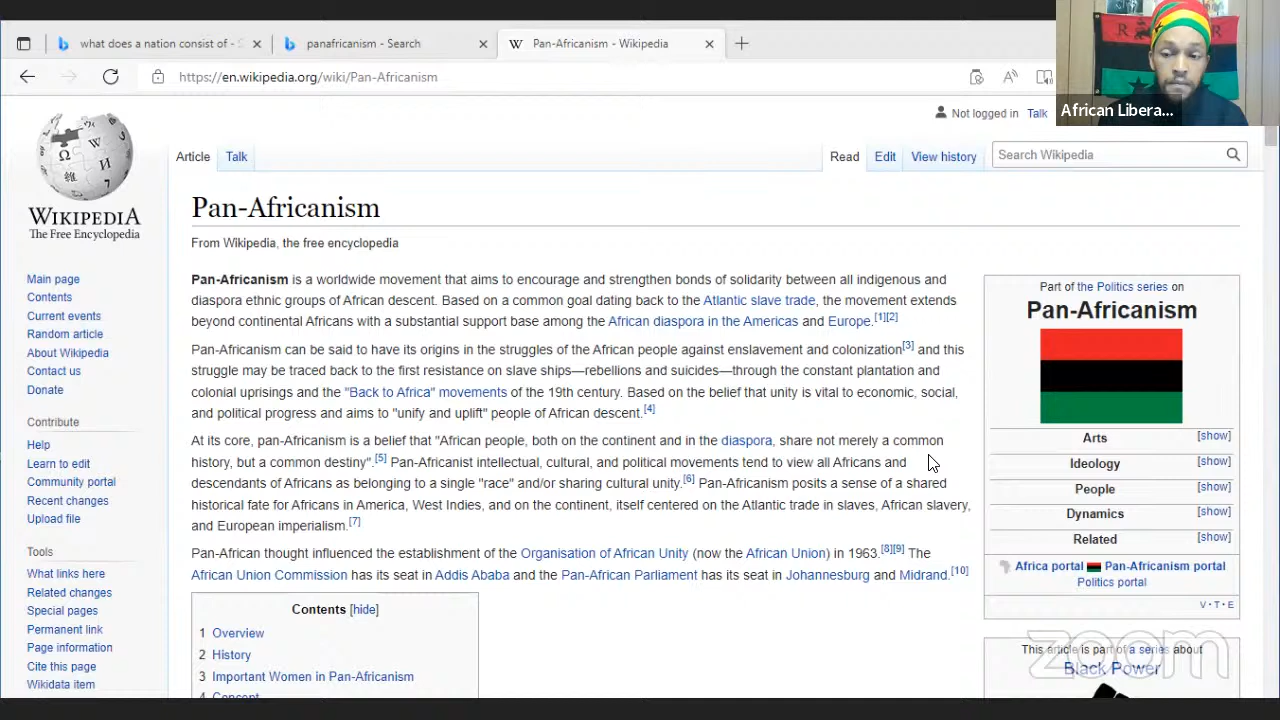 what does a nation consist of - S
panafricanism - Search
W Pan-Africanism - Wikipedia
https://en.wikipedia.org/wiki/Pan-Africanism
R R
African Libera...
Not logged in Talk
Article Talk
Read Edit View history
Search Wikipedia
WIKIPEDIA
The Free Encyclopedia
Main page
Contents
Current events
Random article
About Wikipedia
Contact us
Donate
Contribute
Help
Learn to edit
Community portal
Recent changes
Upload file
Tools
What links here
Related changes
Special pages
Permanent link
Page information
Cite this page
Wikidata item
Pan-Africanism
From Wikipedia, the free encyclopedia
Pan-Africanism is a worldwide movement that aims to encourage and strengthen bonds of solidarity between all indigenous and
diaspora ethnic groups of African descent. Based on a common goal dating back to the Atlantic slave trade, the movement extends
beyond continental Africans with a substantial support base among the African diaspora in the Americas and Europe.[1][2]
Pan-Africanism can be said to have its origins in the struggles of the African people against enslavement and colonization[3] and this
struggle may be traced back to the first resistance on slave ships—rebellions and suicides—through the constant plantation and
colonial uprisings and the "Back to Africa" movements of the 19th century. Based on the belief that unity is vital to economic, social,
and political progress and aims to "unify and uplift" people of African descent.[4]
At its core, pan-Africanism is a belief that "African people, both on the continent and in the diaspora, share not merely a common
history, but a common destiny".[5] Pan-Africanist intellectual, cultural, and political movements tend to view all Africans and
descendants of Africans as belonging to a single "race" and/or sharing cultural unity.[6] Pan-Africanism posits a sense of a shared
historical fate for Africans in America, West Indies, and on the continent, itself centered on the Atlantic trade in slaves, African slavery,
and European imperialism.[7]
Pan-African thought influenced the establishment of the Organisation of African Unity (now the African Union) in 1963.[8][9] The
African Union Commission has its seat in Addis Ababa and the Pan-African Parliament has its seat in Johannesburg and Midrand.[10]
Contents [hide]
1 Overview
2 History
3 Important Women in Pan-Africanism
4 Concept
Part of the Politics series on
Pan-Africanism
Arts [show]
Ideology [show]
People [show]
Dynamics [show]
Related [show]
Africa portal Pan-Africanism portal
Politics portal
V · T · E
This article is part of a series about
Black Power
zoom